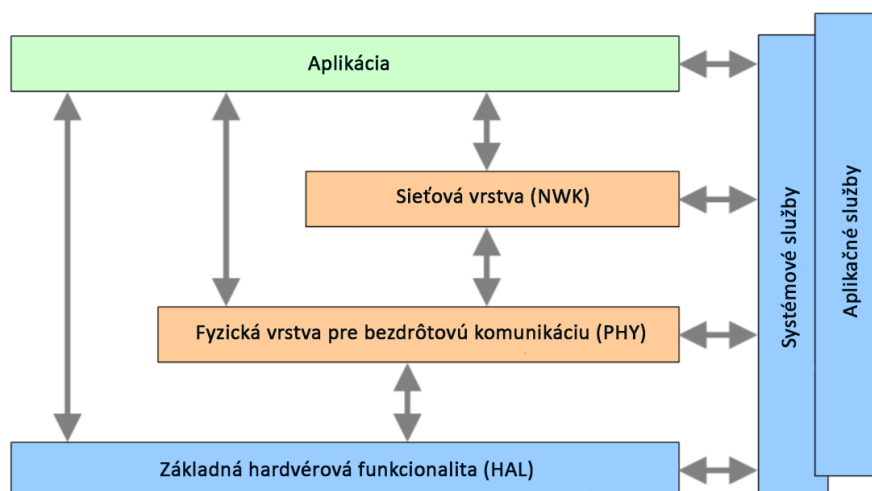 Aplikácia
Sieťová vrstva (NWK)
Fyzická vrstva pre bezdrôtovú komunikáciu (PHY)
Základná hardvérová funkcionalita (HAL)
Systémové služby
Aplikačné služby